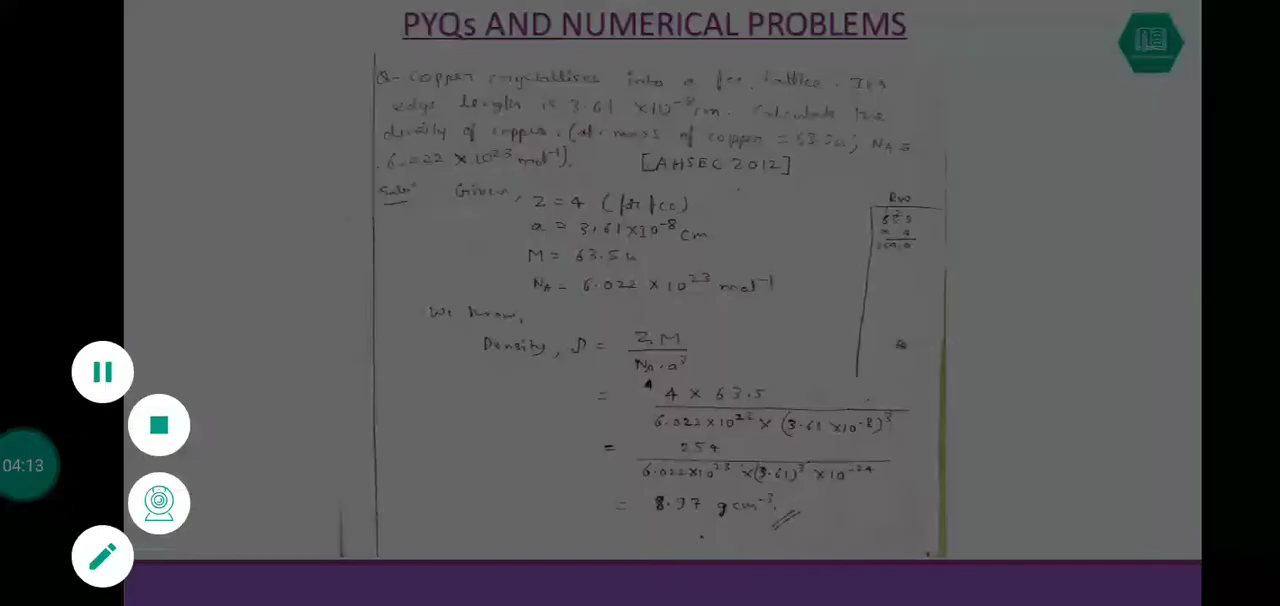 PYQs AND NUMERICAL PROBLEMS
Q- Copper crystallises into a fcc lattice. Its
edge length is 3.61 × 10⁻⁸ cm. Calculate the
density of copper. (at. mass of copper = 63.5u; NA =
6.022 × 10²³ mol⁻¹). [AHSEC 2012]
Given,
Z = 4 (for fcc)
a = 3.61 × 10⁻⁸ cm
M = 63.5u
NA = 6.022 × 10²³ mol⁻¹
We know,
Density, ρ = Z.M / NA . a³
= 4 × 63.5 / 6.022 × 10²³ × (3.61 × 10⁻⁸)³
= 254 / 6.022 × 10²³ × (3.61)³ × 10⁻²⁴
= 8.97 g cm⁻³
04:13